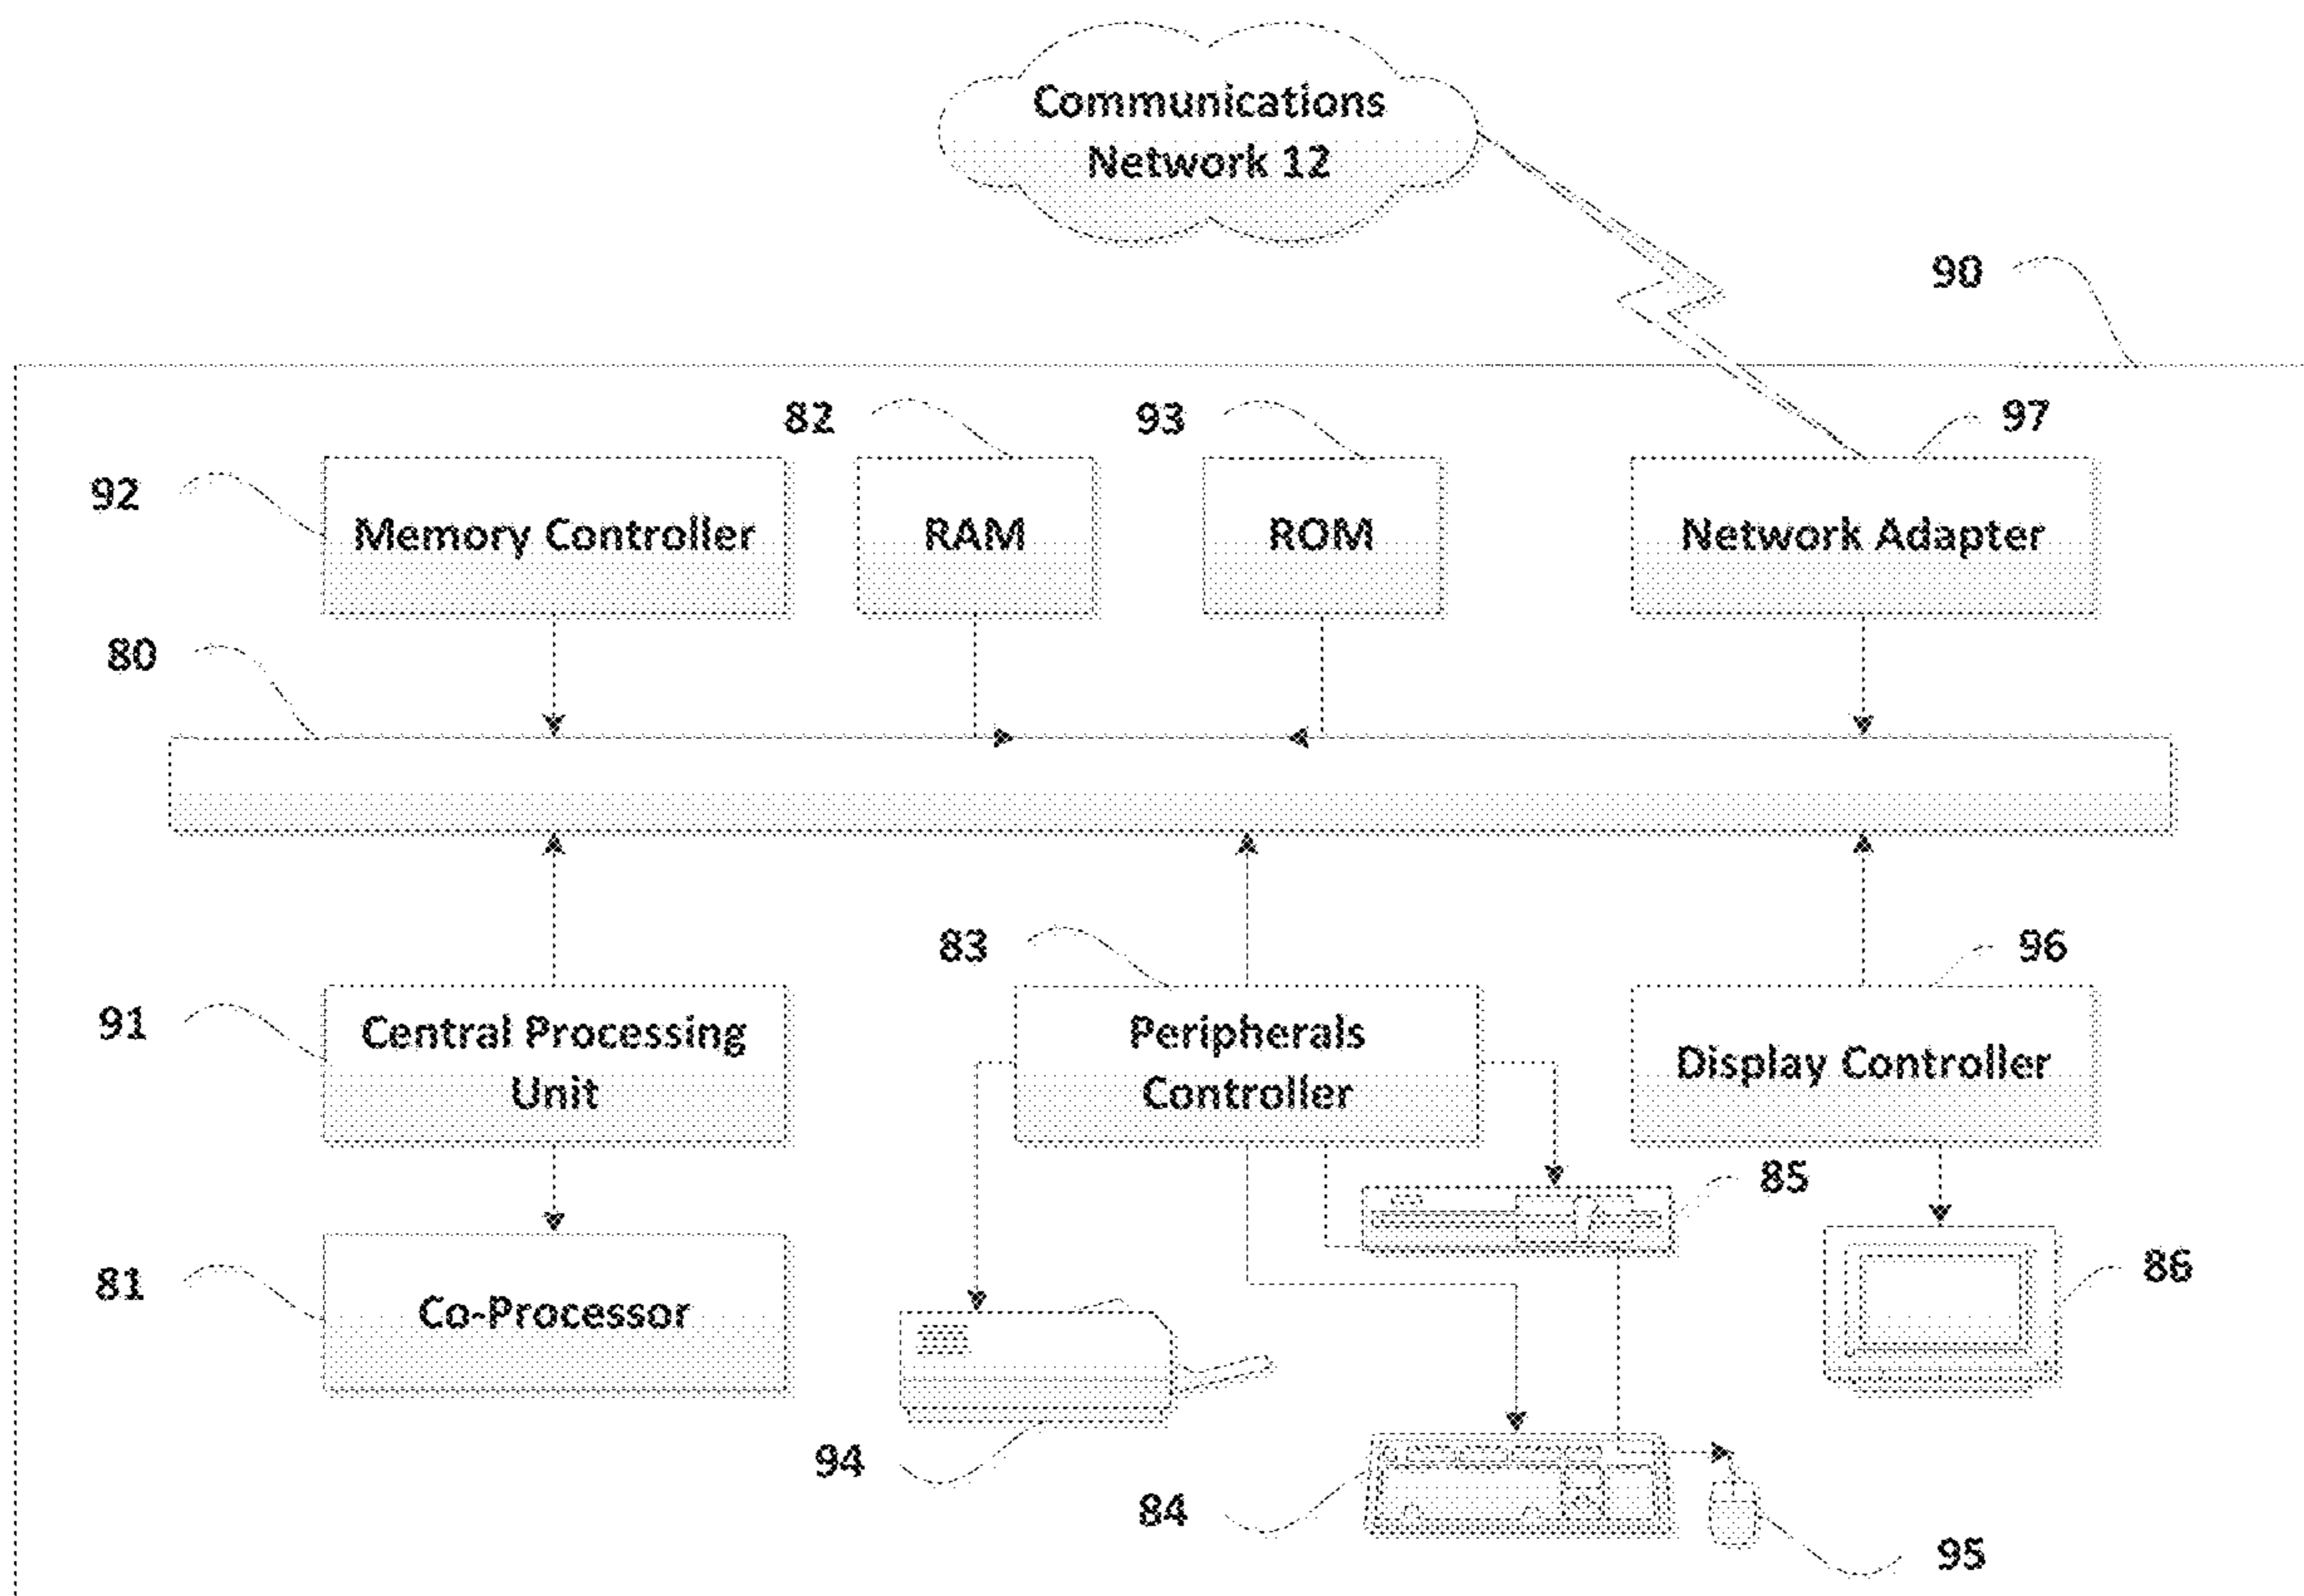 Communications
Network 12
90
82
93
97
92
Memory Controller
RAM
ROM
Network Adapter
80
83
96
91
Central Processing
Unit
Peripherals
Controller
Display Controller
85
86
81
Co-Processor
94
84
95